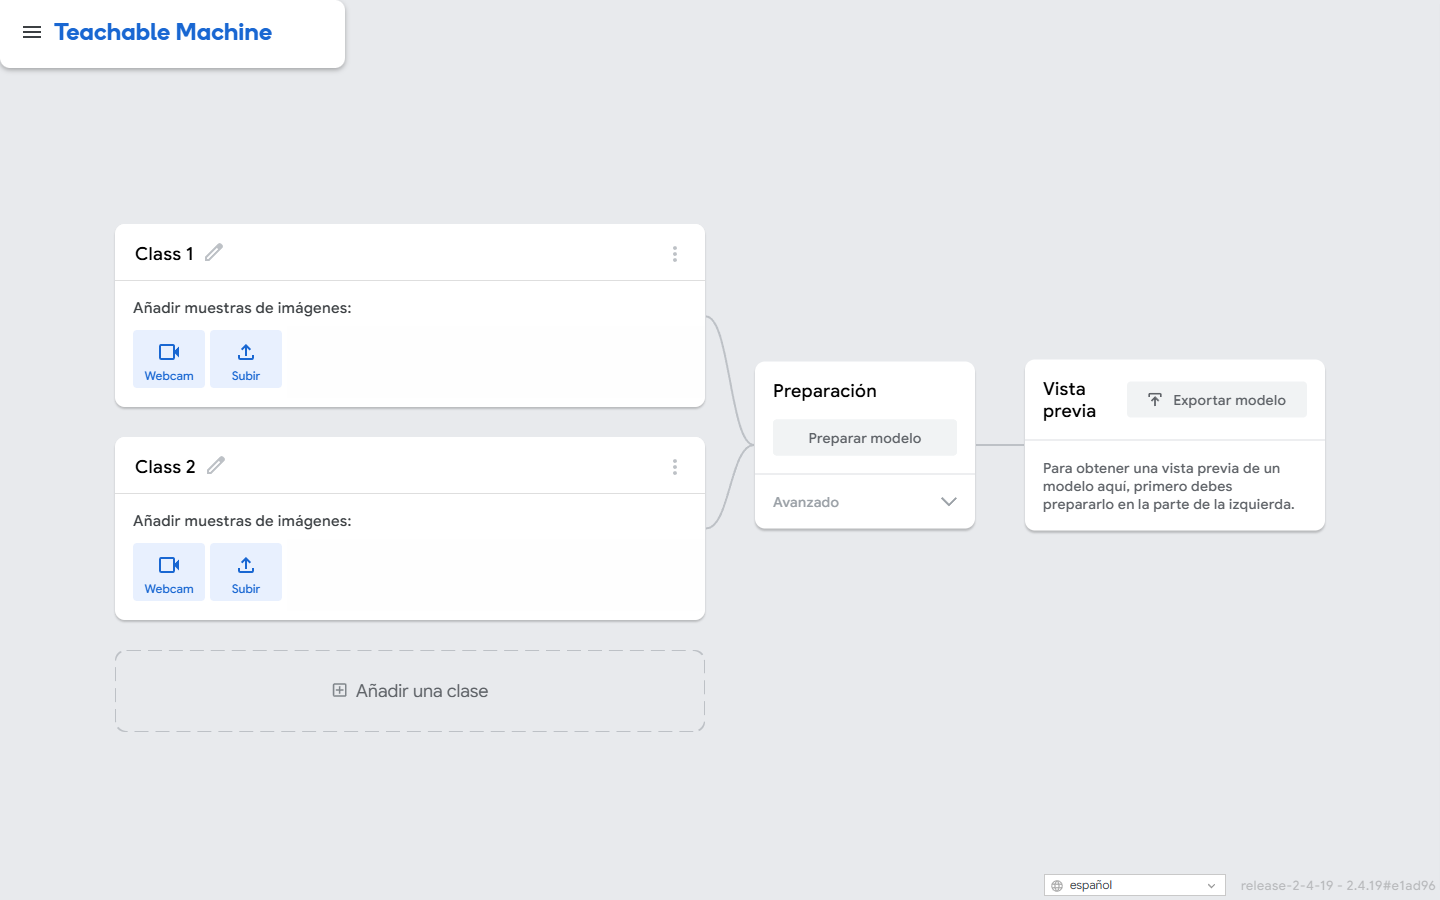 Teachable Machine
Class 1
Añadir muestras de imágenes:
Webcam
Subir
Class 2
Añadir muestras de imágenes:
Webcam
Subir
Añadir una clase
Preparación
Preparar modelo
Avanzado
Vista
previa
Exportar modelo
Para obtener una vista previa de un
modelo aquí, primero debes
prepararlo en la parte de la izquierda.
español
release-2-4-19 - 2.4.19#e1ad96